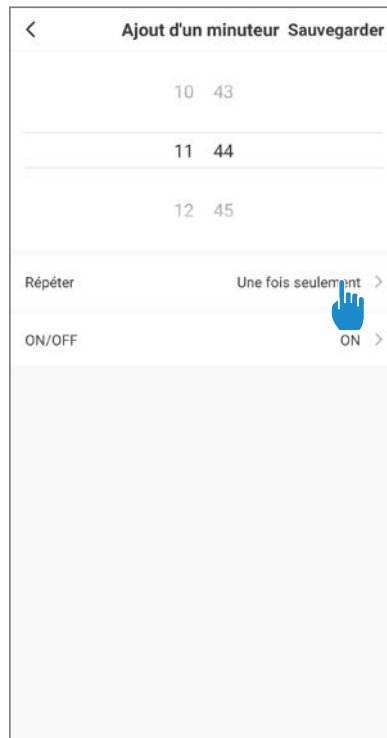 Ajout d'un minuteur Sauvegarder
10 43
11 44
12 45
Répéter Une fois seulement
ON/OFF ON